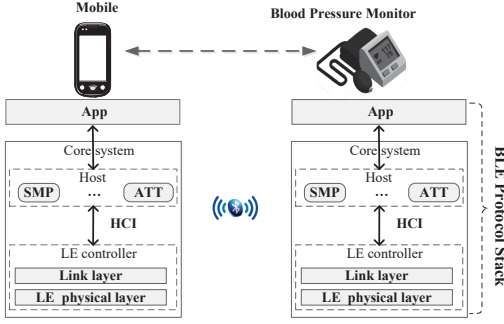 Mobile
Blood Pressure Monitor
App
App
Core system
Core system
Host
Host
SMP
...
ATT
SMP
...
ATT
HCI
HCI
LE controller
LE controller
Link layer
Link layer
LE physical layer
LE physical layer
BLE Protocol Stack